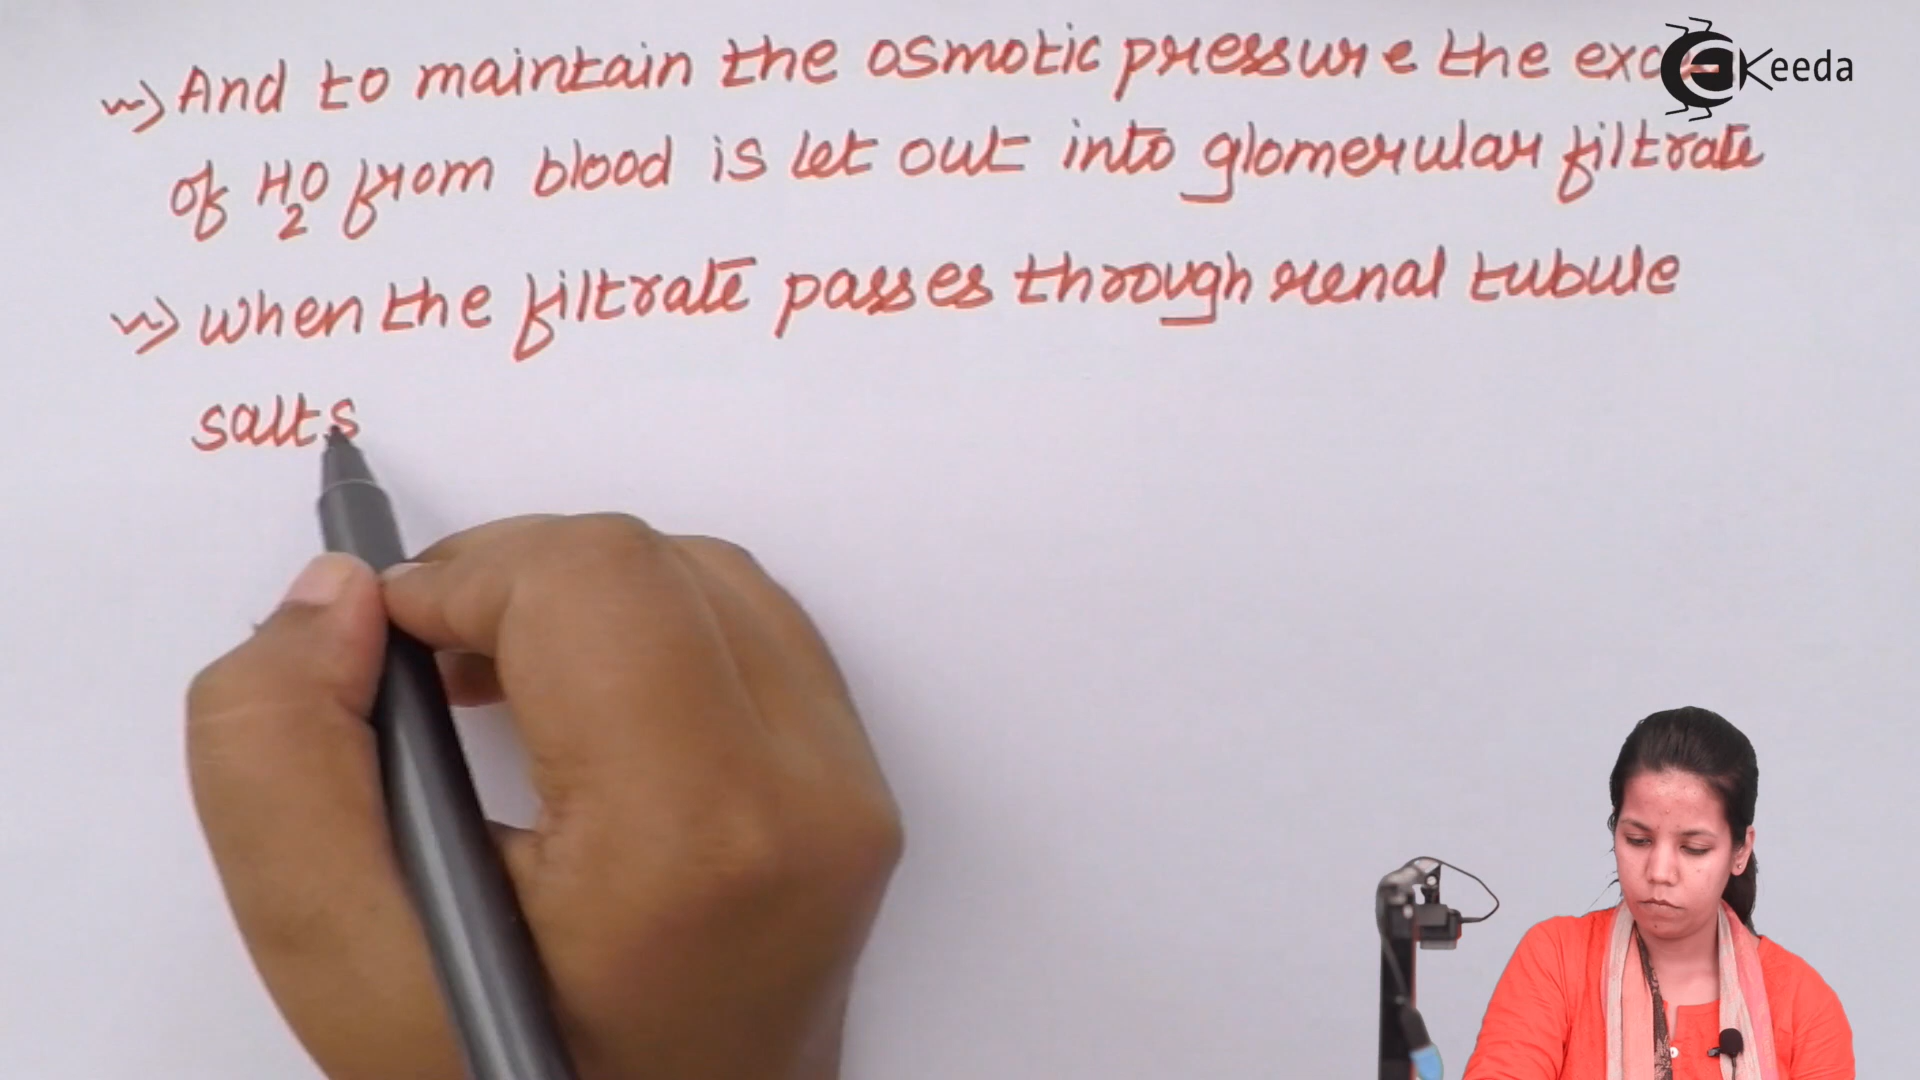 And to maintain the osmotic pressure the
Keeda
of H2O from blood is let out into glomerular filtrate
when the filtrate passes through renal tubule
salts